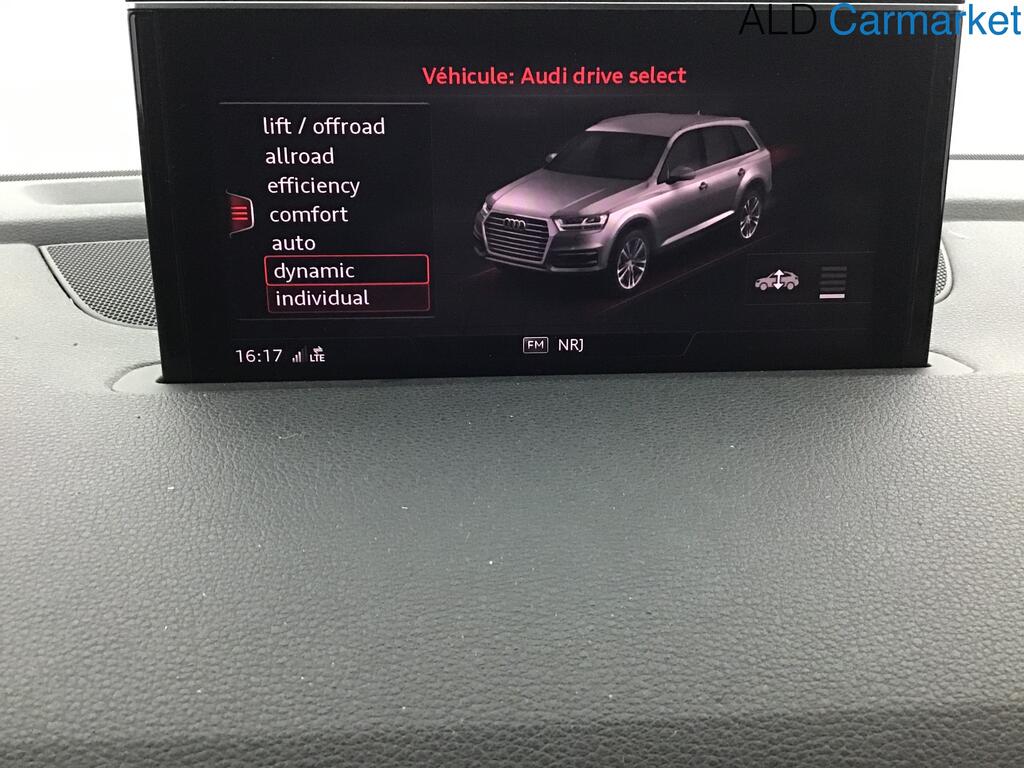 ALD Carmarket
Véhicule: Audi drive select
lift / offroad
allroad
efficiency
comfort
auto
dynamic
individual
16:17 LTE
FM NRJ